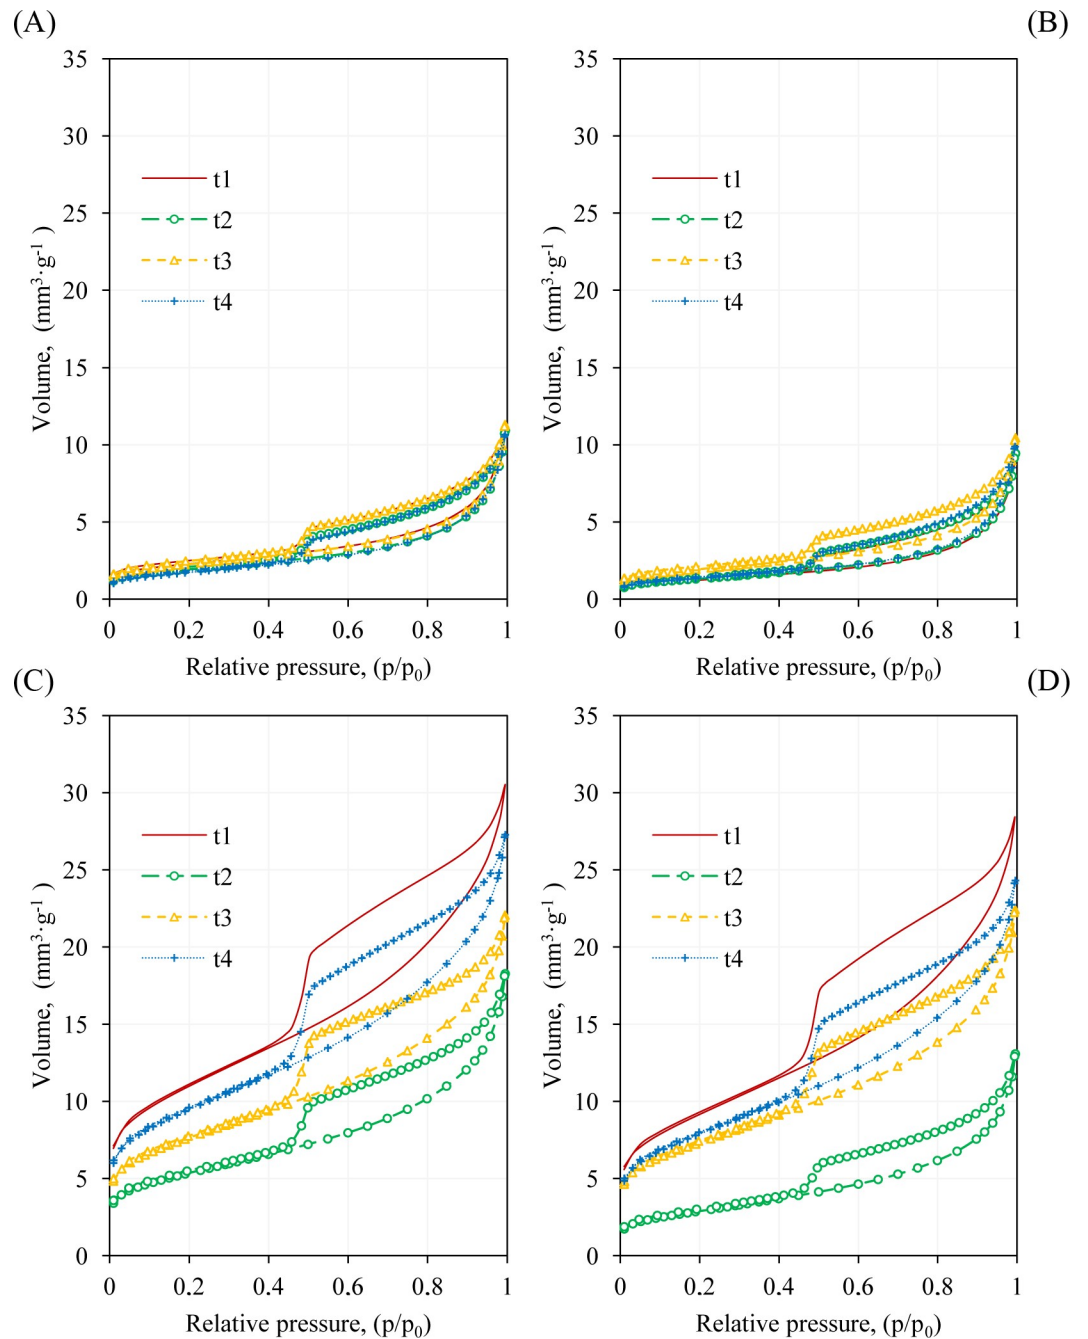 (A)
(B)
35
30
25
20
15
10
5
0
Volume, (mm³·g⁻¹)
t1
t2
t3
t4
0 0.2 0.4 0.6 0.8 1
Relative pressure, (p/p₀)
35
30
25
20
15
10
5
0
Volume, (mm³·g⁻¹)
t1
t2
t3
t4
0 0.2 0.4 0.6 0.8 1
Relative pressure, (p/p₀)
(C)
(D)
35
30
25
20
15
10
5
0
Volume, (mm³·g⁻¹)
t1
t2
t3
t4
0 0.2 0.4 0.6 0.8 1
Relative pressure, (p/p₀)
35
30
25
20
15
10
5
0
Volume, (mm³·g⁻¹)
t1
t2
t3
t4
0 0.2 0.4 0.6 0.8 1
Relative pressure, (p/p₀)